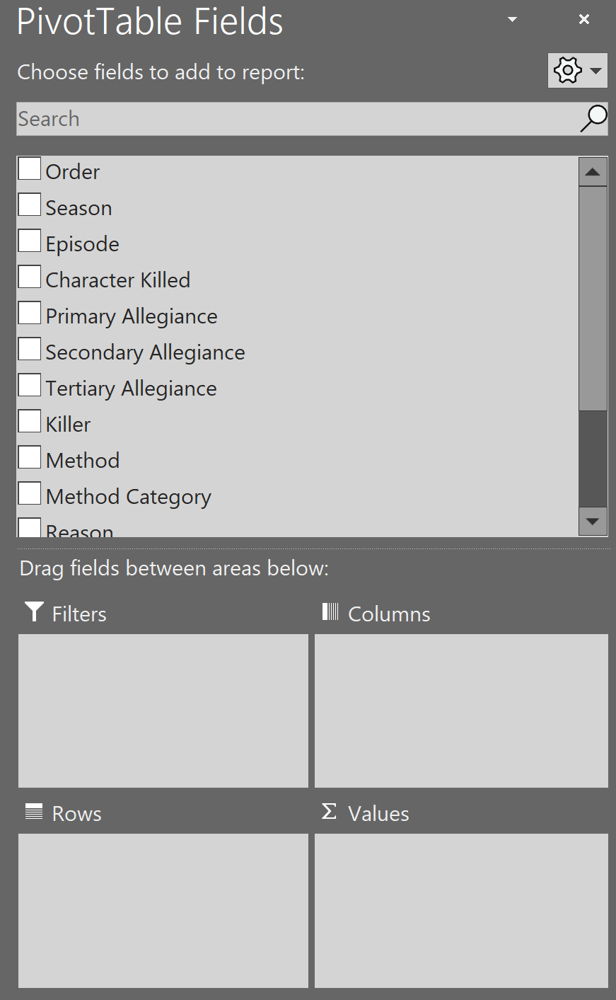 PivotTable Fields
Choose fields to add to report:
Search
Order
Season
Episode
Character Killed
Primary Allegiance
Secondary Allegiance
Tertiary Allegiance
Killer
Method
Method Category
Reason
Drag fields between areas below:
Filters
Columns
Rows
Σ Values